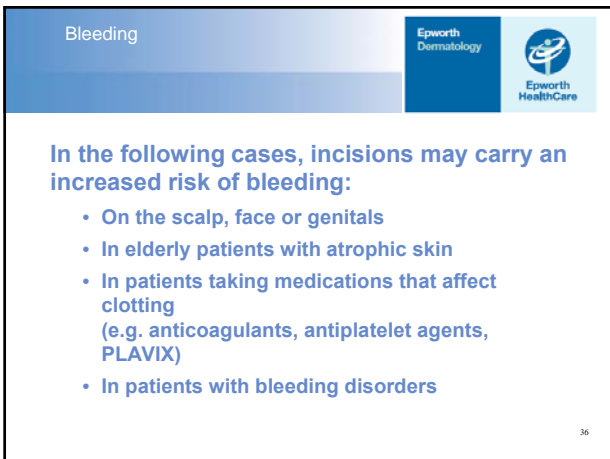 Bleeding
Epworth
Dermatology
Epworth
HealthCare
In the following cases, incisions may carry an
increased risk of bleeding:
• On the scalp, face or genitals
• In elderly patients with atrophic skin
• In patients taking medications that affect
clotting
(e.g. anticoagulants, antiplatelet agents,
PLAVIX)
• In patients with bleeding disorders
36